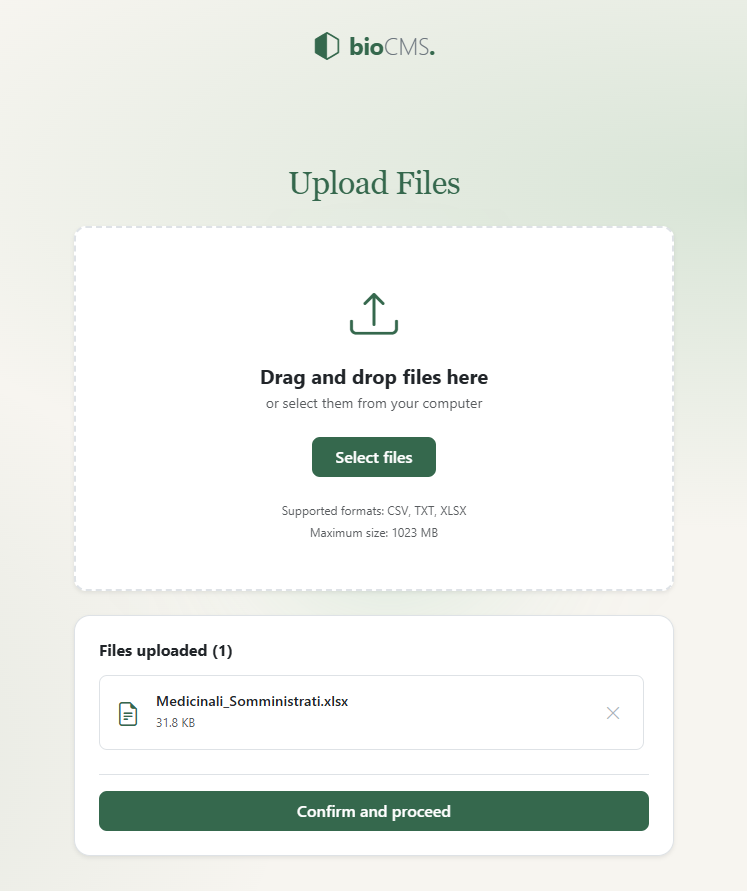 bioCMS.
Upload Files
Drag and drop files here
or select them from your computer
Select files
Supported formats: CSV, TXT, XLSX
Maximum size: 1023 MB
Files uploaded (1)
Medicinali_Somministrati.xlsx
31.8 KB
Confirm and proceed